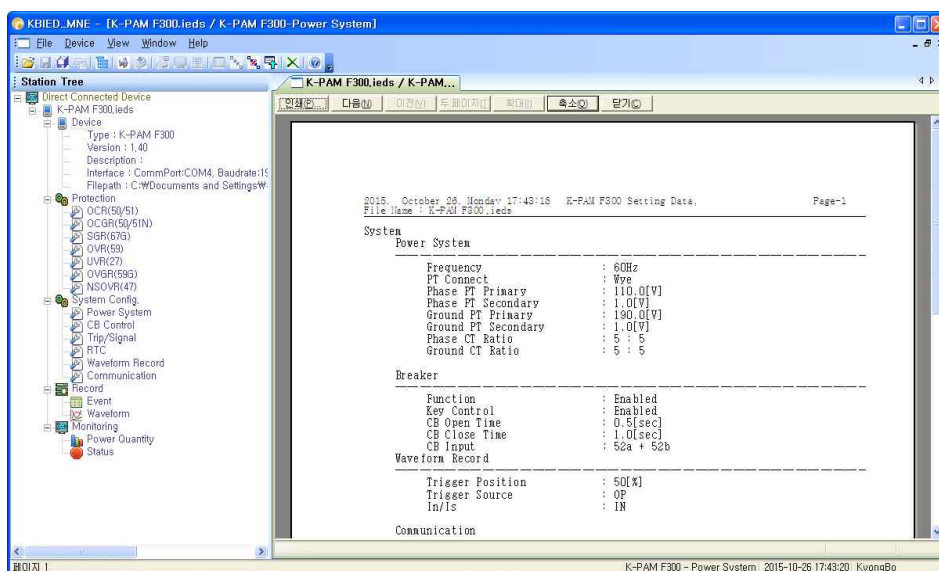 KBIED_MNE - [K-PAM F300.ieds / K-PAM F300-Power System]
File Device View Window Help
Station Tree
Direct Connected Device
K-PAM F300.ieds
Device
Type : K-PAM F300
Version : 1.40
Description :
Interface : CommPort:COM4, Baudrate:19
Filepath : C:₩Documents and Settings₩
Protection
OCR(50/51)
OCGR(50/51N)
SGR(67G)
OVR(59)
UVR(27)
OVGR(59G)
NSOVR(47)
System Config.
Power System
CB Control
Trip/Signal
RTC
Waveform Record
Communication
Record
Event
Waveform
Monitoring
Power Quantity
Status
K-PAM F300.ieds / K-PAM...
인쇄(P)... 다음(N) 이전(V) 두 페이지(T) 확대(I) 축소(O) 닫기(C)
2015. October 26. Monday 17:43:18 K-PAM F300 Setting Data. Page-1
File Name : K-PAM F300.ieds
System
Power System
Frequency : 60Hz
PT Connect : Wye
Phase PT Primary : 110.0[V]
Phase PT Secondary : 1.0[V]
Ground PT Primary : 190.0[V]
Ground PT Secondary : 1.0[V]
Phase CT Ratio : 5 : 5
Ground CT Ratio : 5 : 5
Breaker
Function : Enabled
Key Control : Enabled
CB Open Time : 0.5[sec]
CB Close Time : 1.0[sec]
CB Input : 52a + 52b
Waveform Record
Trigger Position : 50[%]
Trigger Source : OP
In/Is : IN
Communication
페이지 1
K-PAM F300 - Power System 2015-10-26 17:43:20 KyongBo